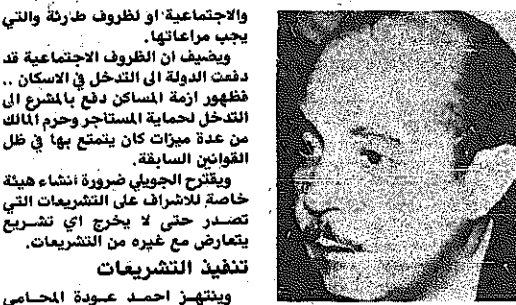 والاجتماعية او لظروف طارئة والتي
يجب مراعاتها.
ويضيف ان الظروف الاجتماعية قد
دفعت الدولة الى التدخل في الاسكان ..
فظهور ازمة المساكن دفع بالمشرع الى
التدخل لحماية المستاجر وحرم المالك
من عدة ميزات كان يتمتع بها في ظل
القوانين السابقة.
ويقترح الجويلي ضرورة انشاء هيئة
خاصة للاشراف على التشريعات التي
تصدر حتى لا يخرج اي تشريع
يتعارض مع غيره من التشريعات.
تنفيذ التشريعات
وينتهز احمد عودة المحامي